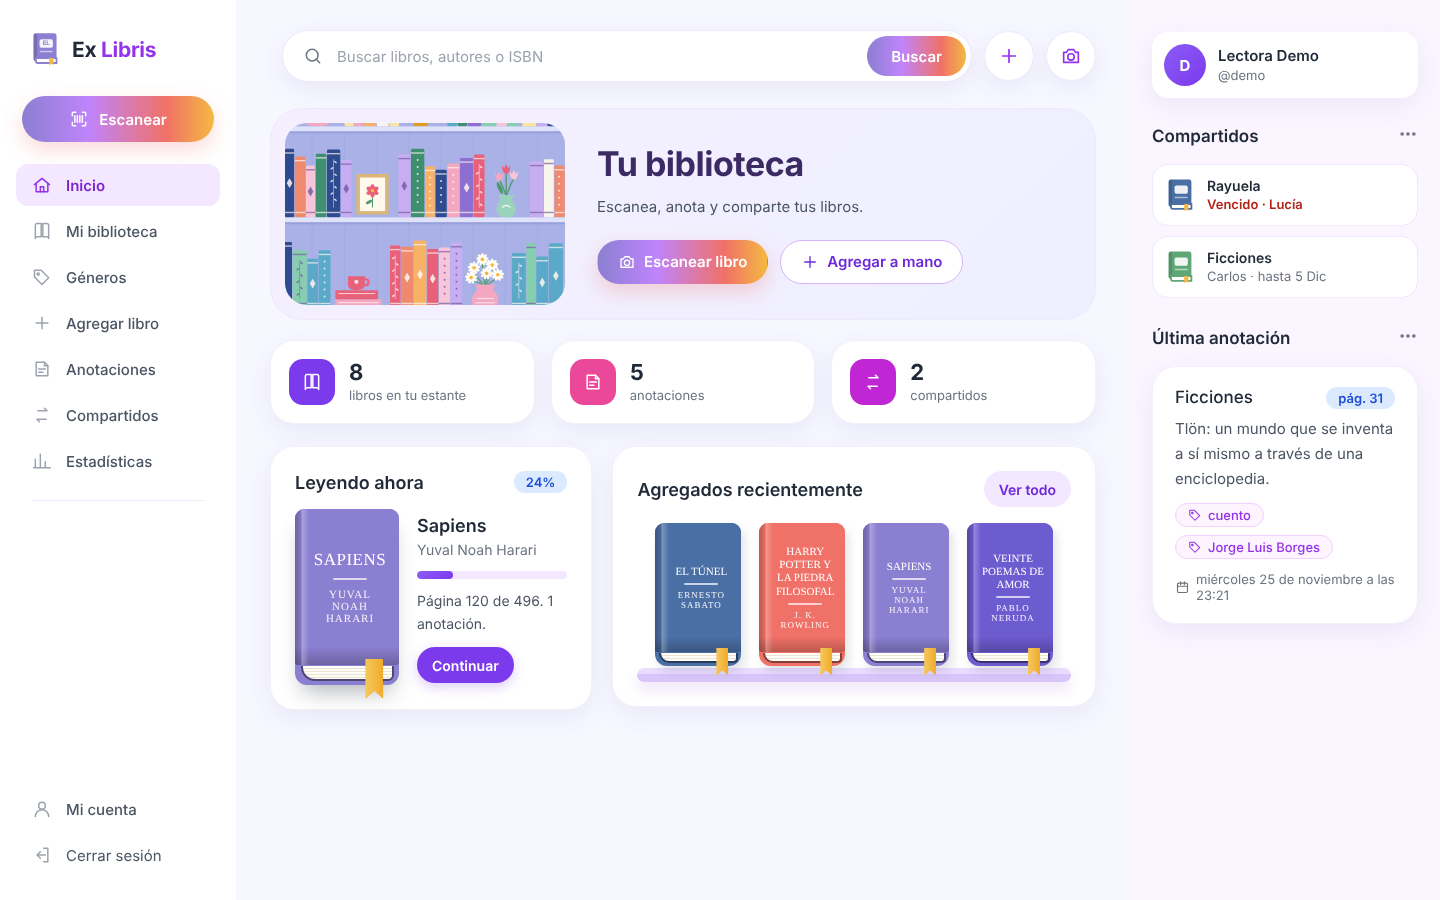 EL
Ex Libris
Escanear
Inicio
Mi biblioteca
Géneros
Agregar libro
Anotaciones
Compartidos
Estadísticas
Mi cuenta
Cerrar sesión
Buscar libros, autores o ISBN
Buscar
Tu biblioteca
Escanea, anota y comparte tus libros.
Escanear libro
Agregar a mano
8
libros en tu estante
5
anotaciones
2
compartidos
Leyendo ahora
24%
SAPIENS
YUVAL
NOAH
HARARI
Sapiens
Yuval Noah Harari
Página 120 de 496. 1
anotación.
Continuar
Agregados recientemente
Ver todo
EL TÚNEL
ERNESTO
SABATO
HARRY
POTTER Y
LA PIEDRA
FILOSOFAL
J. K.
ROWLING
SAPIENS
YUVAL
NOAH
HARARI
VEINTE
POEMAS DE
AMOR
PABLO
NERUDA
D
Lectora Demo
@demo
Compartidos
Rayuela
Vencido · Lucía
Ficciones
Carlos · hasta 5 Dic
Última anotación
Ficciones
pág. 31
Tlön: un mundo que se inventa
a sí mismo a través de una
enciclopedia.
cuento
Jorge Luis Borges
miércoles 25 de noviembre a las
23:21